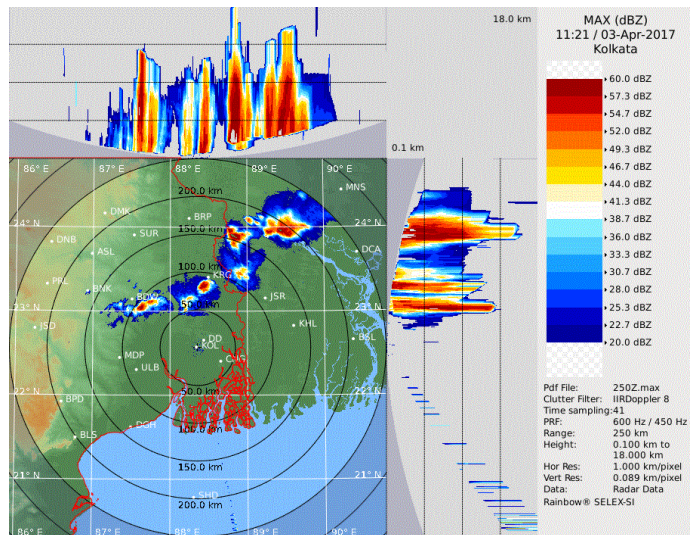 18.0 km
MAX (dBZ)
11:21 / 03-Apr-2017
Kolkata
60.0 dBZ
57.3 dBZ
54.7 dBZ
52.0 dBZ
49.3 dBZ
46.7 dBZ
44.0 dBZ
41.3 dBZ
38.7 dBZ
36.0 dBZ
33.3 dBZ
30.7 dBZ
28.0 dBZ
25.3 dBZ
22.7 dBZ
20.0 dBZ
0.1 km
86° E
87° E
88° E
89° E
90° E
200.0 km
MNS
DMK
BRP
24° N
24° N
150.0 km
SUR
DNB
ASL
DCA
100.0 km
KRG
PRL
BNK
BDW
JSR
50.0 km
23° N
23° N
JSD
KHL
BSL
DD
KOL
MDP
ULB
50.0 km
22° N
22° N
BPD
100.0 km
DGH
BLS
150.0 km
21° N
21° N
SHD
200.0 km
86° E
87° E
88° E
89° E
90° E
Pdf File: 250Z.max
Clutter Filter: IIRDoppler 8
Time sampling:41
PRF: 600 Hz / 450 Hz
Range: 250 km
Height: 0.100 km to
18.000 km
Hor Res: 1.000 km/pixel
Vert Res: 0.089 km/pixel
Data: Radar Data
Rainbow® SELEX-SI